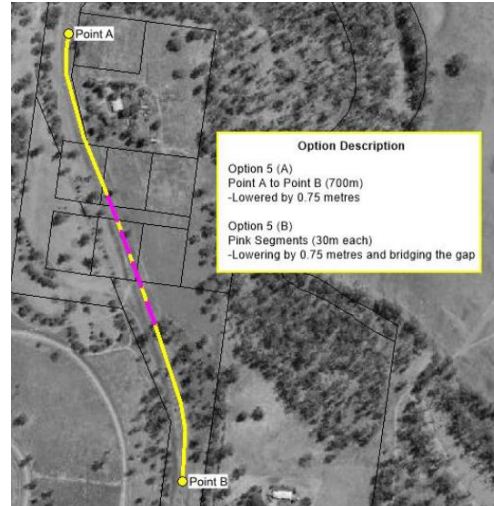 Point A
Option Description
Option 5 (A)
Point A to Point B (700m)
-Lowered by 0.75 metres
Option 5 (B)
Pink Segments (30m each)
-Lowering by 0.75 metres and bridging the gap
Point B